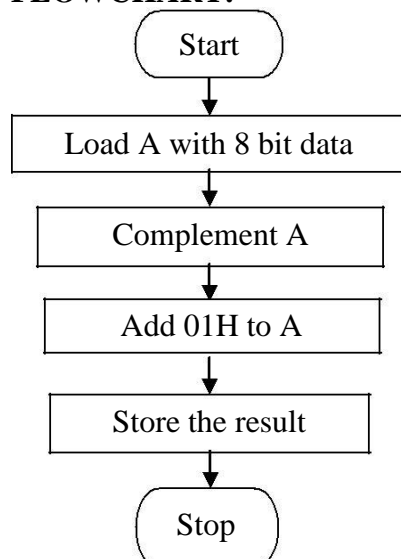 FLOWCHART:
Start
Load A with 8 bit data
Complement A
Add 01H to A
Store the result
Stop